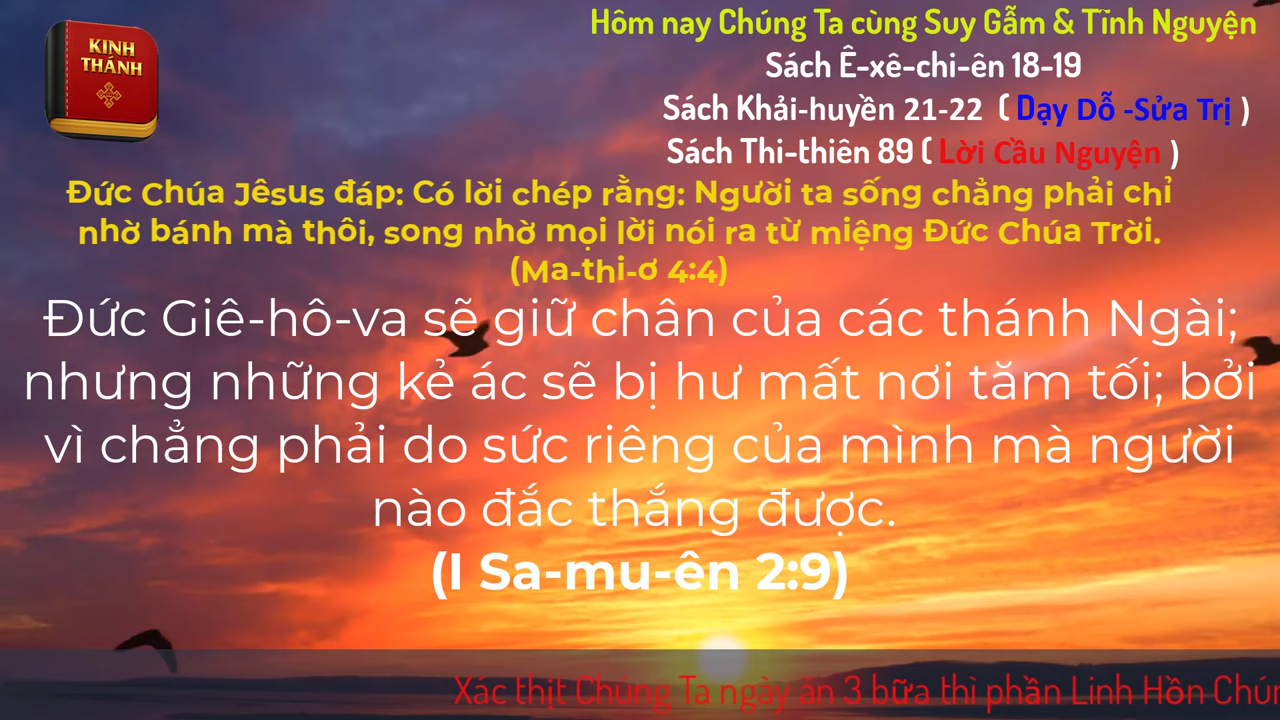 KINH
THÁNH
Hôm nay Chúng Ta cùng Suy Gẫm & Tĩnh Nguyện
Sách Ê-xê-chi-ên 18-19
Sách Khải-huyền 21-22 ( Dạy Dỗ -Sửa Trị )
Sách Thi-thiên 89 ( Lời Cầu Nguyện )
Đức Chúa Jêsus đáp: Có lời chép rằng: Người ta sống chẳng phải chỉ
nhờ bánh mà thôi, song nhờ mọi lời nói ra từ miệng Đức Chúa Trời.
(Ma-thi-ơ 4:4)
Đức Giê-hô-va sẽ giữ chân của các thánh Ngài;
nhưng những kẻ ác sẽ bị hư mất nơi tăm tối; bởi
vì chẳng phải do sức riêng của mình mà người
nào đắc thắng được.
(I Sa-mu-ên 2:9)
Xác thịt Chúng Ta ngày ăn 3 bữa thì phần Linh Hồn